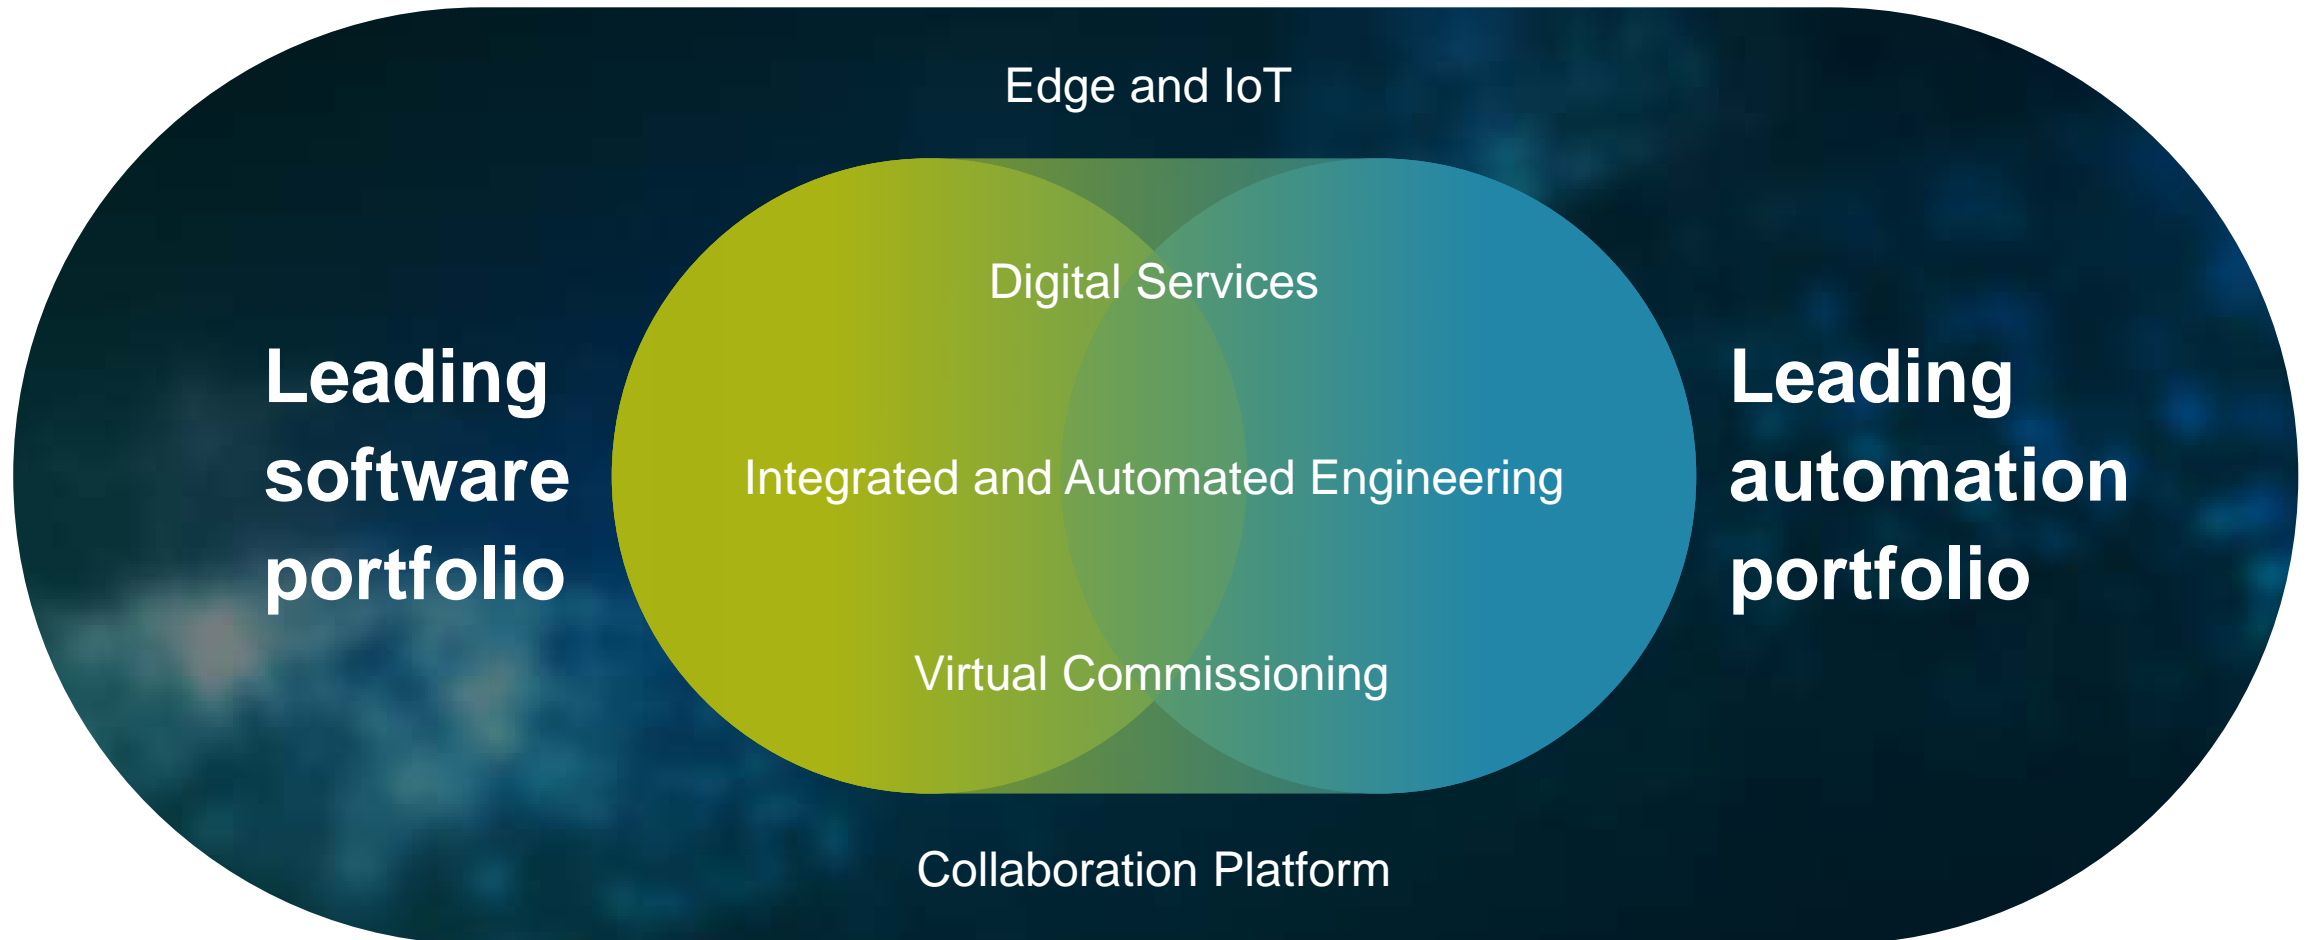 Edge and IoT
Digital Services
Leading
software
portfolio
Integrated and Automated Engineering
Leading
automation
portfolio
Virtual Commissioning
Collaboration Platform